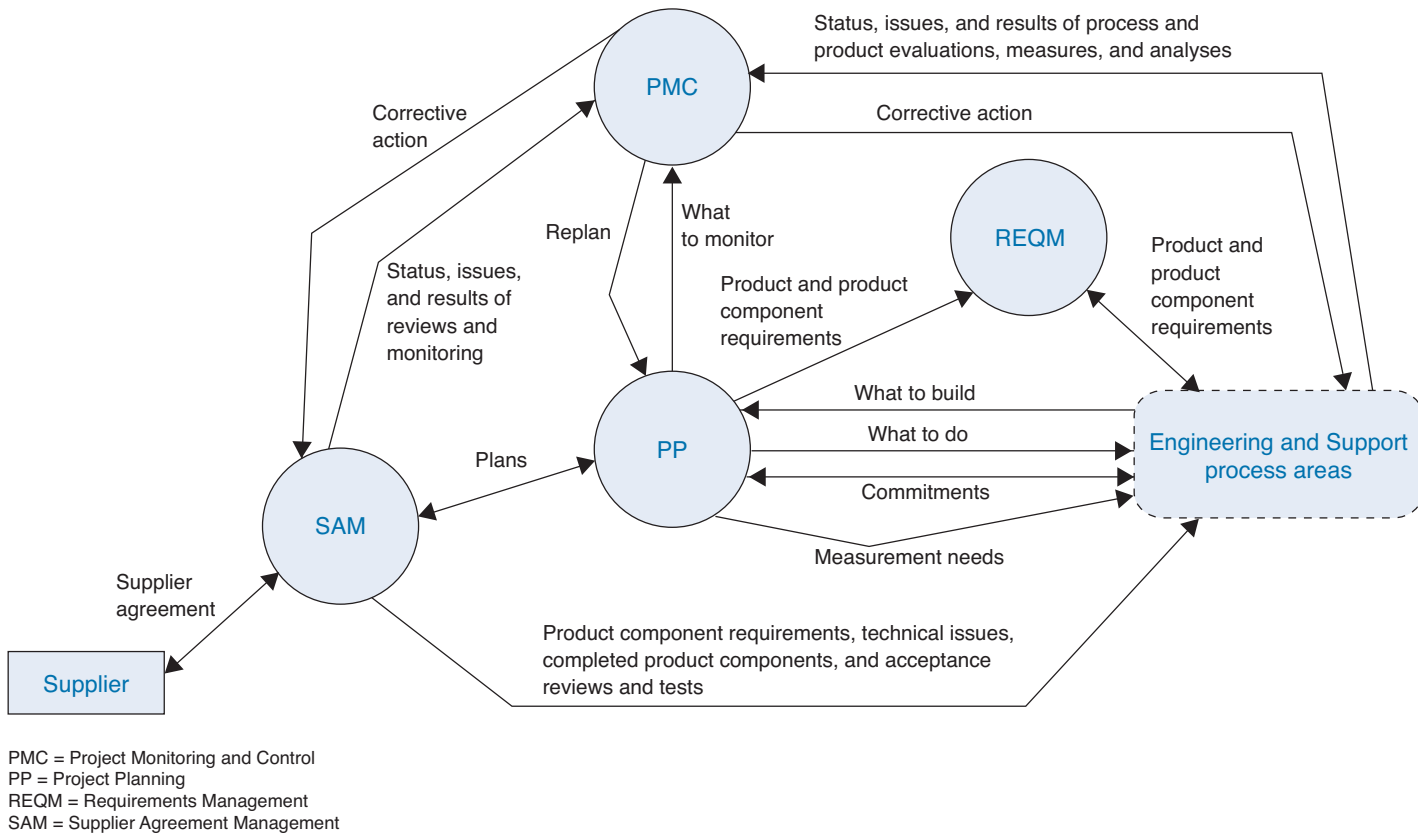 Status, issues, and results of process and
product evaluations, measures, and analyses
PMC
Corrective
action
Corrective action
What
to monitor
Replan
REQM
Product and
product
component
requirements
Status, issues,
and results of
reviews and
monitoring
Product and product
component
requirements
What to build
PP
What to do
Engineering and Support
process areas
Plans
Commitments
SAM
Measurement needs
Supplier
agreement
Product component requirements, technical issues,
completed product components, and acceptance
reviews and tests
Supplier
PMC = Project Monitoring and Control
PP = Project Planning
REQM = Requirements Management
SAM = Supplier Agreement Management